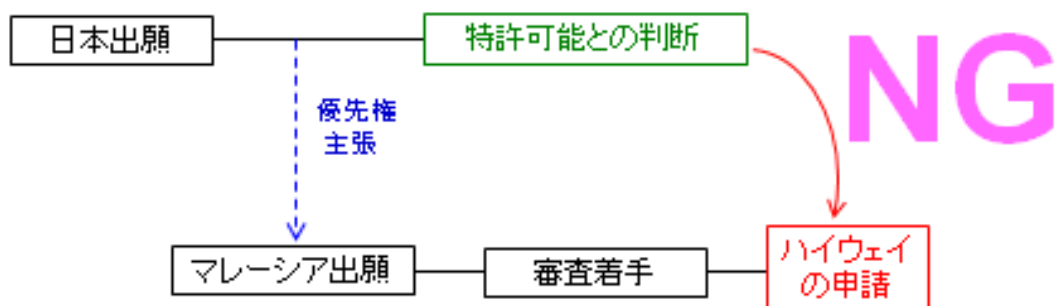 日本出願
特許可能との判断
NG
優先権
主張
マレーシア出願
審査着手
ハイウェイ
の申請